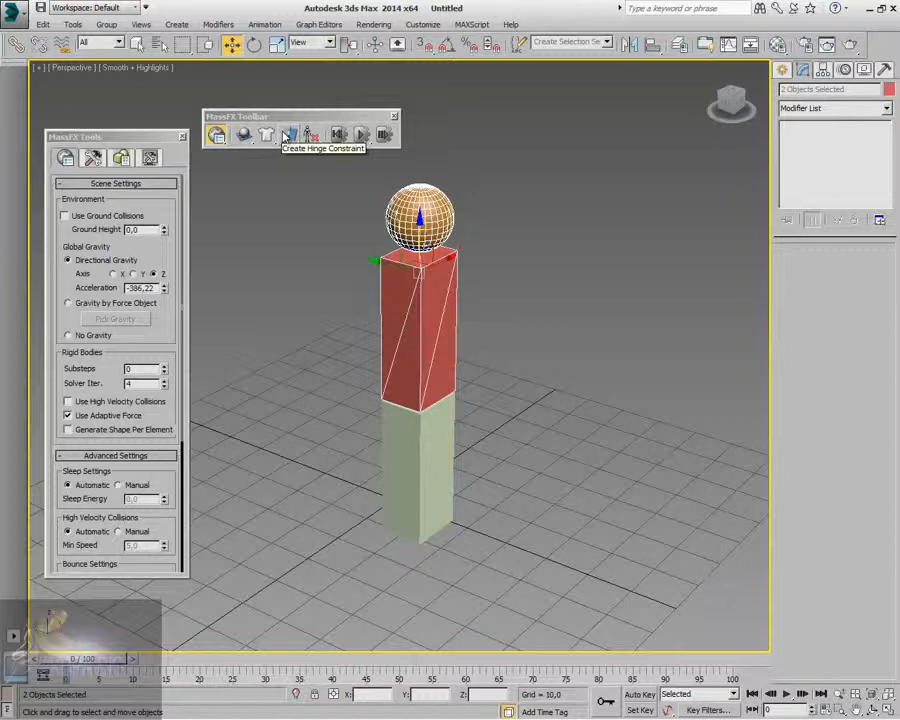 Workspace: Default
Autodesk 3ds Max 2014 x64 Untitled
Type a keyword or phrase
Edit Tools Group Views Create Modifiers Animation Graph Editors Rendering Customize MAXScript Help
All View Create Selection Se
[ + ] [ Perspective ] [ Smooth + Highlights ]
2 Objects Selected
Modifier List
MassFX Toolbar
Create Hinge Constraint
MassFX Tools
- Scene Settings
Environment
Use Ground Collisions
Ground Height 0,0
Global Gravity
Directional Gravity
Axis X Y Z
Acceleration -386,22
Gravity by Force Object
Pick Gravity...
No Gravity
Rigid Bodies
Substeps 0
Solver Iter. 4
Use High Velocity Collisions
Use Adaptive Force
Generate Shape Per Element
- Advanced Settings
Sleep Settings
Automatic Manual
Sleep Energy 0,0
High Velocity Collisions
Automatic Manual
Min Speed 5,0
Bounce Settings
z
0 / 100
15 20 25 30 35 40 45 50 55 60 65 70 75 80 85 90 95 100
2 Objects Selected X: Y: Z: Grid = 10,0 Auto Key Selected
Click and drag to select and move objects Add Time Tag Set Key Key Filters... 0